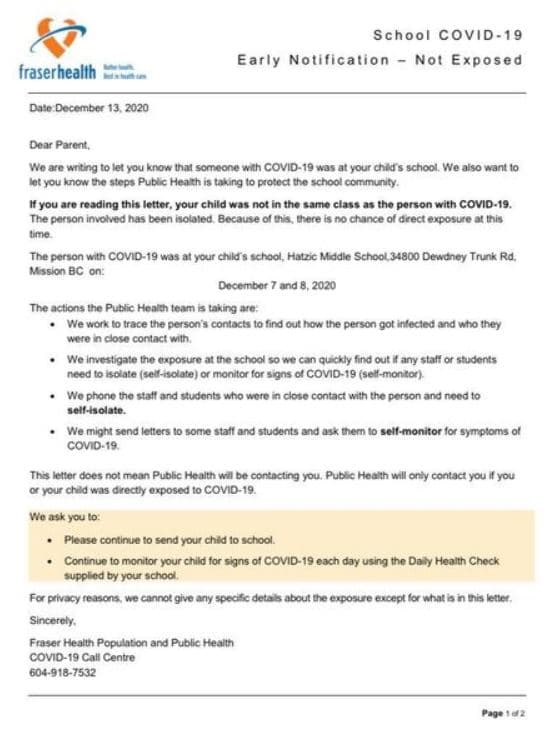 School COVID-19
Early Notification – Not Exposed
fraserhealth
Better health.
Best in health care.
Date:December 13, 2020
Dear Parent,
We are writing to let you know that someone with COVID-19 was at your child's school. We also want to
let you know the steps Public Health is taking to protect the school community.
If you are reading this letter, your child was not in the same class as the person with COVID-19.
The person involved has been isolated. Because of this, there is no chance of direct exposure at this
time.
The person with COVID-19 was at your child's school, Hatzic Middle School,34800 Dewdney Trunk Rd,
Mission BC on:
December 7 and 8, 2020
The actions the Public Health team is taking are:
• We work to trace the person's contacts to find out how the person got infected and who they
were in close contact with.
• We investigate the exposure at the school so we can quickly find out if any staff or students
need to isolate (self-isolate) or monitor for signs of COVID-19 (self-monitor).
• We phone the staff and students who were in close contact with the person and need to
self-isolate.
• We might send letters to some staff and students and ask them to self-monitor for symptoms of
COVID-19.
This letter does not mean Public Health will be contacting you. Public Health will only contact you if you
or your child was directly exposed to COVID-19.
We ask you to:
• Please continue to send your child to school.
• Continue to monitor your child for signs of COVID-19 each day using the Daily Health Check
supplied by your school.
For privacy reasons, we cannot give any specific details about the exposure except for what is in this letter.
Sincerely,
Fraser Health Population and Public Health
COVID-19 Call Centre
604-918-7532
Page 1 of 2